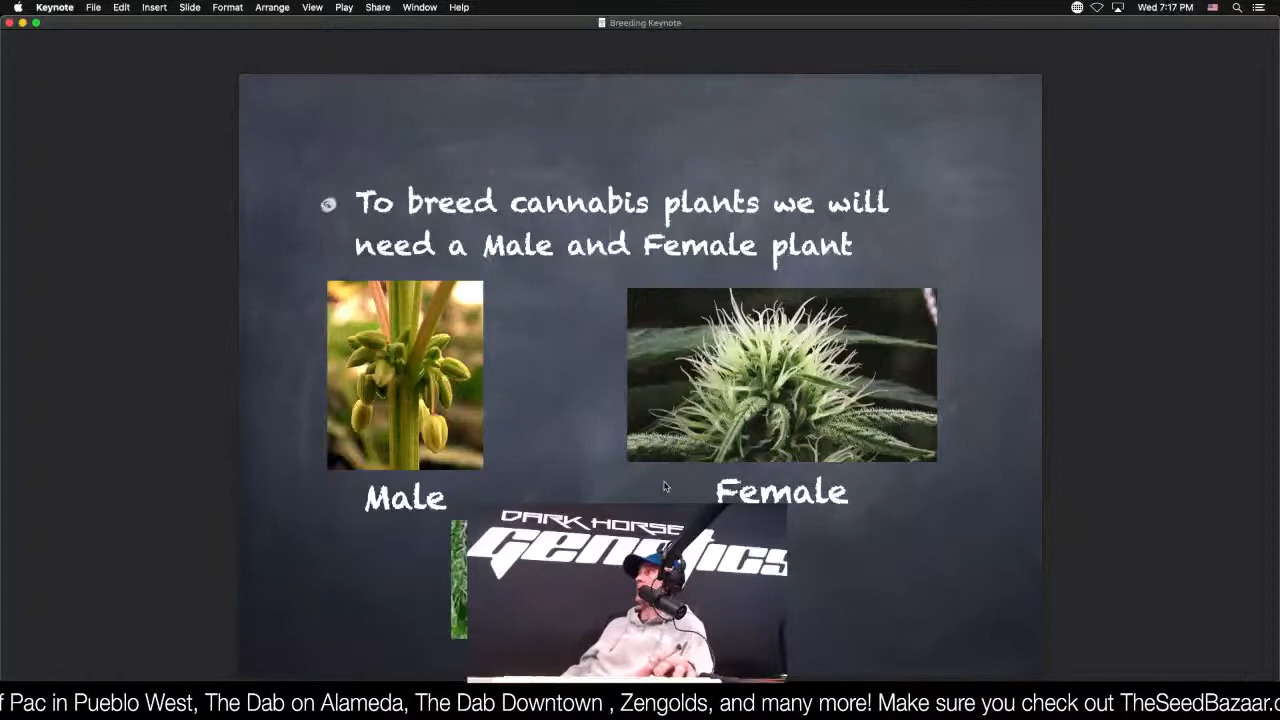 Keynote File Edit Insert Slide Format Arrange View Play Share Window Help Wed 7:17 PM
Breeding Keynote
To breed cannabis plants we will
need a Male and Female plant
Male Female
DARK HORSE
genetics
f Pac in Pueblo West, The Dab on Alameda, The Dab Downtown , Zengolds, and many more! Make sure you check out TheSeedBazaar.